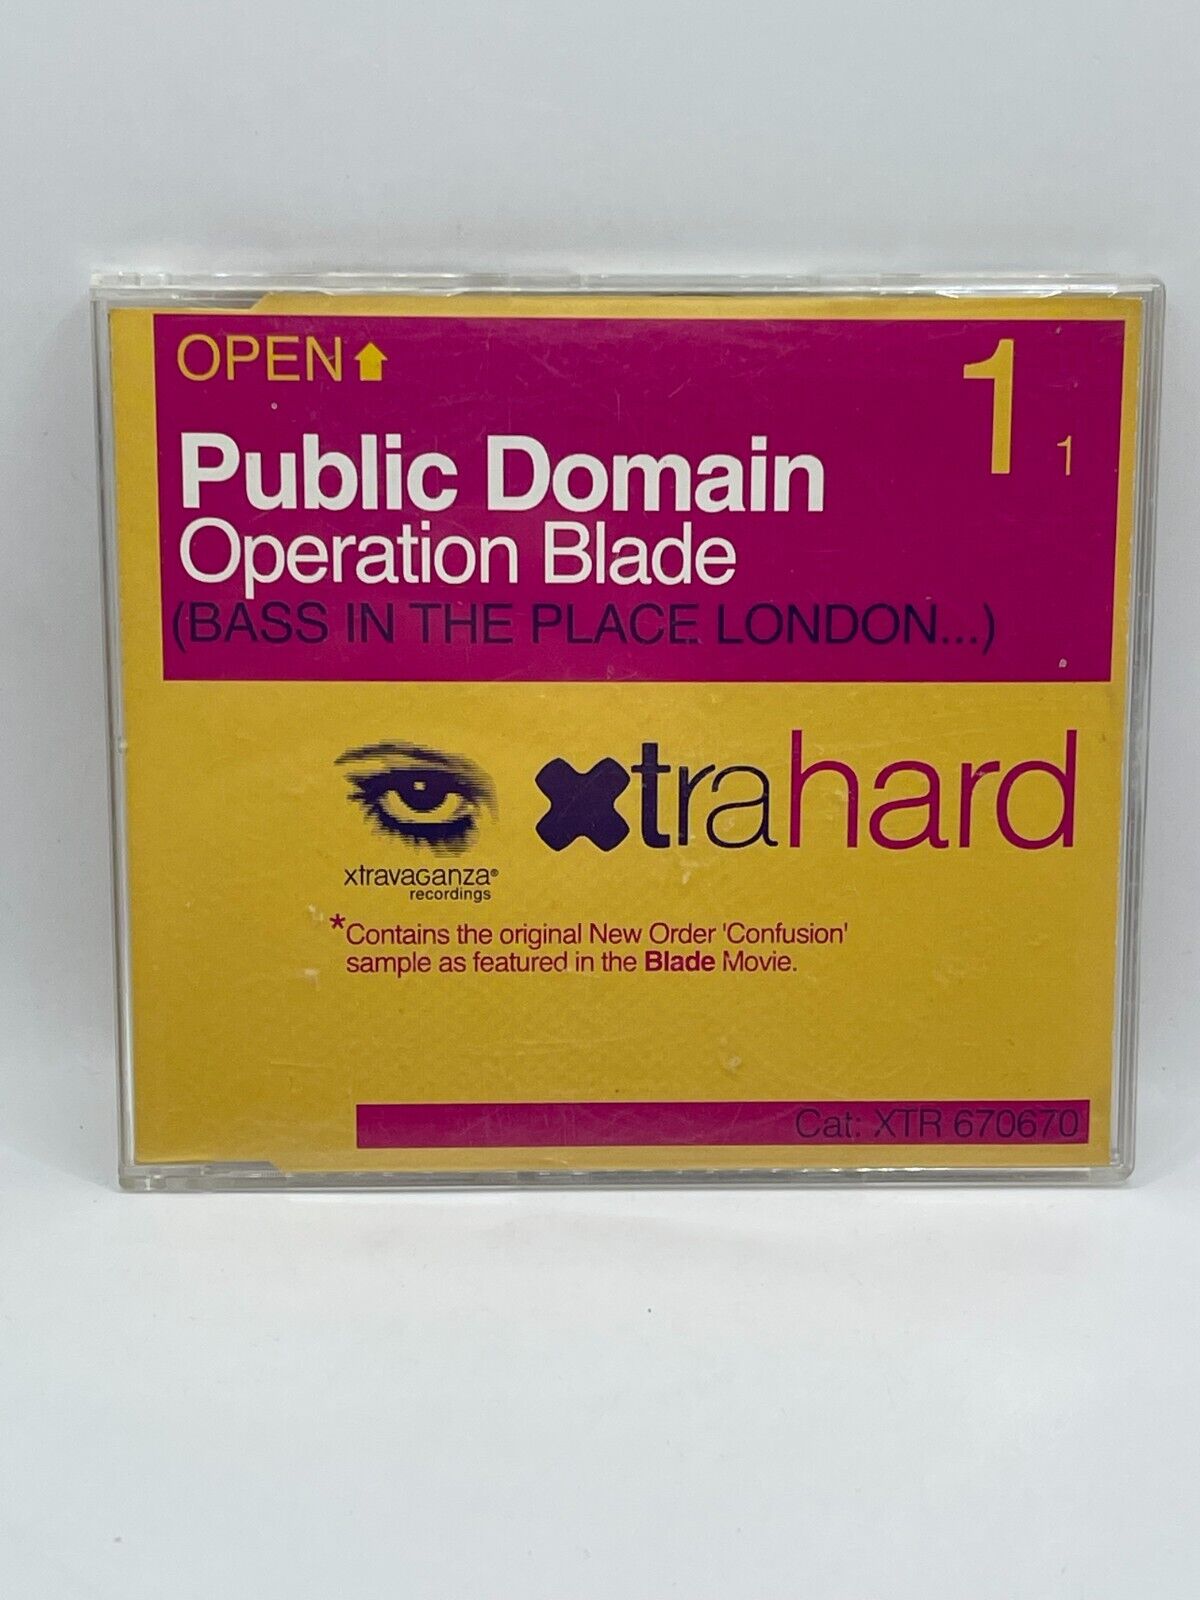 OPEN
1
1
Public Domain
Operation Blade
(BASS IN THE PLACE LONDON...)
xtrahard
xtravaganza®
recordings
*Contains the original New Order 'Confusion'
sample as featured in the Blade Movie.
Cat: XTR 670670